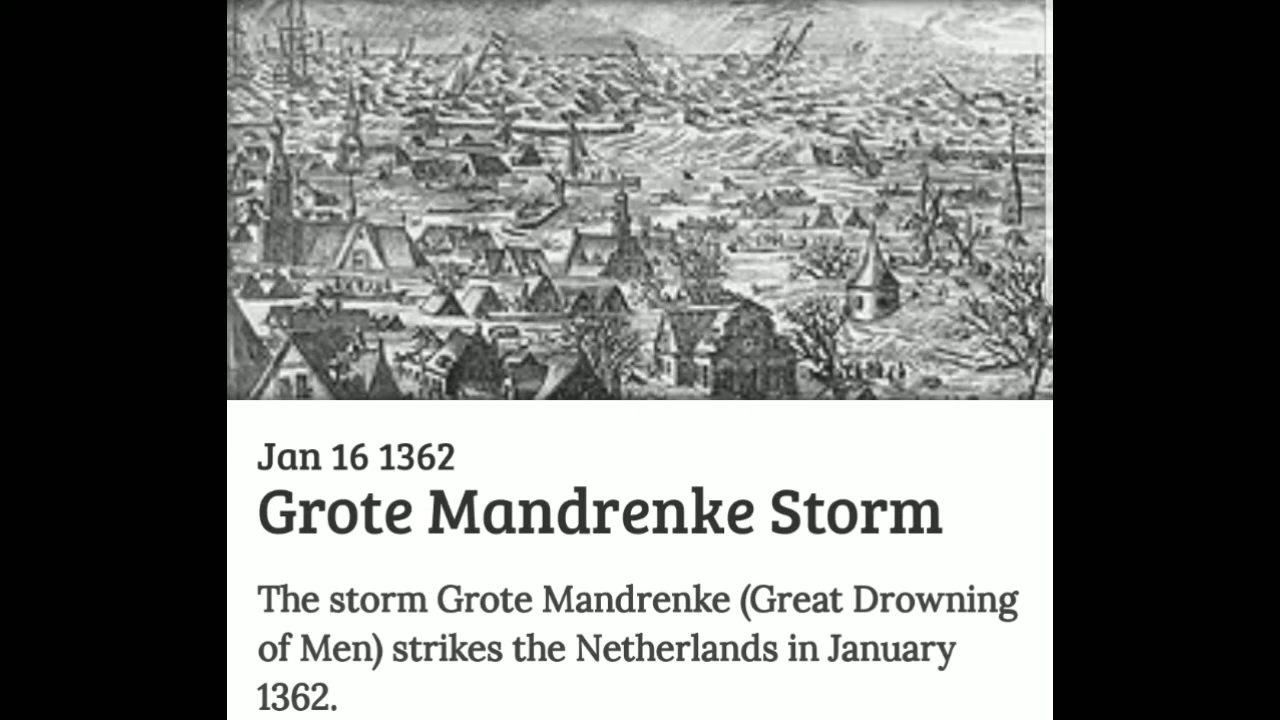 Jan 16 1362
Grote Mandrenke Storm
The storm Grote Mandrenke (Great Drowning
of Men) strikes the Netherlands in January
1362.